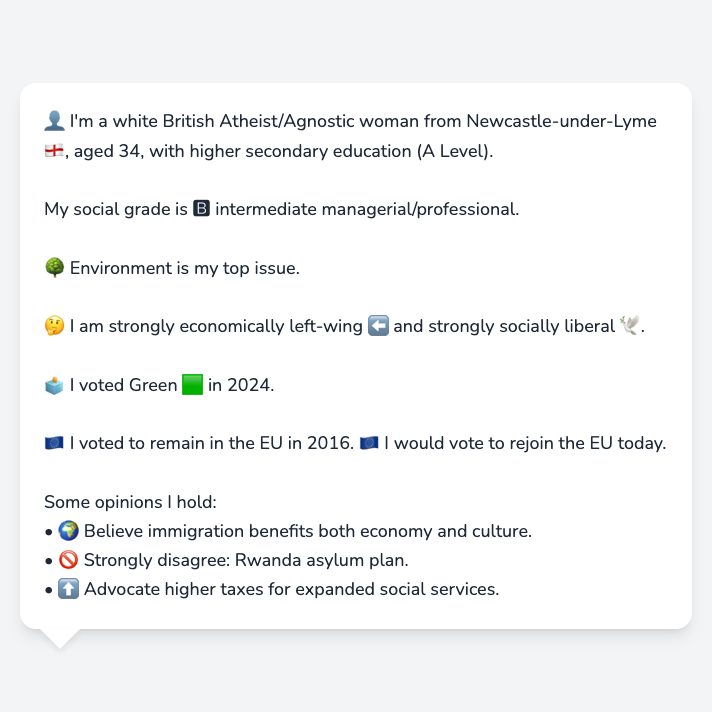 👤 I'm a white British Atheist/Agnostic woman from Newcastle-under-Lyme
🏴󠁧󠁢󠁥󠁮󠁧󠁿, aged 34, with higher secondary education (A Level).
My social grade is 🅱 intermediate managerial/professional.
🌳 Environment is my top issue.
🤔 I am strongly economically left-wing ⬅️ and strongly socially liberal 🕊️.
🗳️ I voted Green 🟩 in 2024.
🇪🇺 I voted to remain in the EU in 2016. 🇪🇺 I would vote to rejoin the EU today.
Some opinions I hold:
• 🌍 Believe immigration benefits both economy and culture.
• 🚫 Strongly disagree: Rwanda asylum plan.
• ⬆️ Advocate higher taxes for expanded social services.